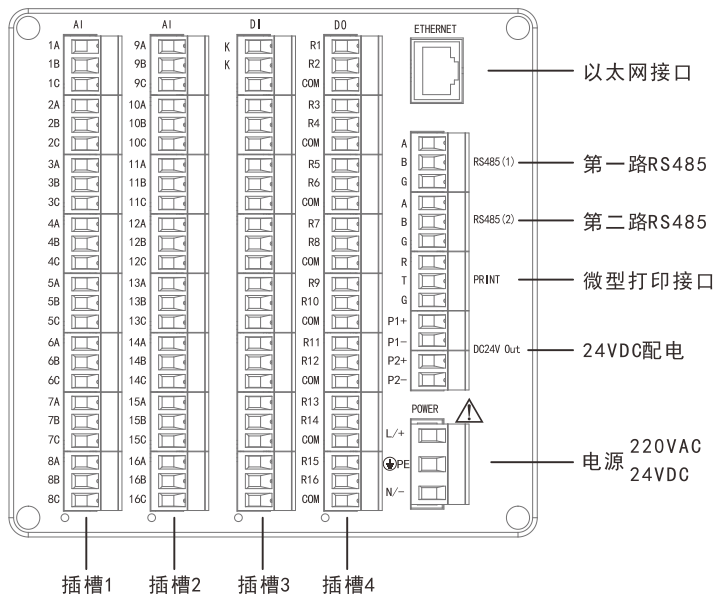 AI AI DI DO ETHERNET
1A 9A K R1
1B 9B K R2
1C 9C COM
以太网接口
2A 10A R3
2B 10B R4
2C 10C COM
A
3A 11A R5 B RS485(1) 第一路RS485
3B 11B R6 G
3C 11C COM A
4A 12A R7 B RS485(2) 第二路RS485
4B 12B R8 G
4C 12C COM R
5A 13A R9 T PRINT 微型打印接口
5B 13B R10 G
5C 13C COM P1+
6A 14A R11 P1- DC24V Out 24VDC配电
6B 14B R12 P2+
6C 14C COM P2-
7A 15A R13 POWER
7B 15B R14 L/+
7C 15C COM
8A 16A R15 PE 电源 220VAC
8B 16B R16 N/- 24VDC
8C 16C COM
插槽1 插槽2 插槽3 插槽4